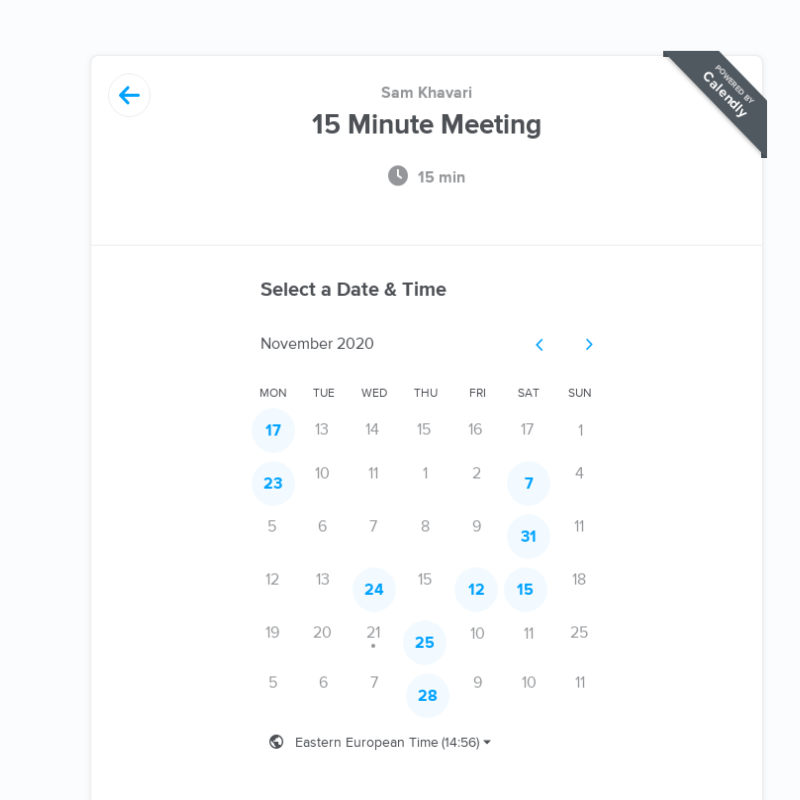 POWERED BY
Calendly
Sam Khavari
15 Minute Meeting
15 min
Select a Date & Time
November 2020
MON TUE WED THU FRI SAT SUN
17 13 14 15 16 17 1
23 10 11 1 2 7 4
5 6 7 8 9 31 11
12 13 24 15 12 15 18
19 20 21 25 10 11 25
5 6 7 28 9 10 11
Eastern European Time (14:56)